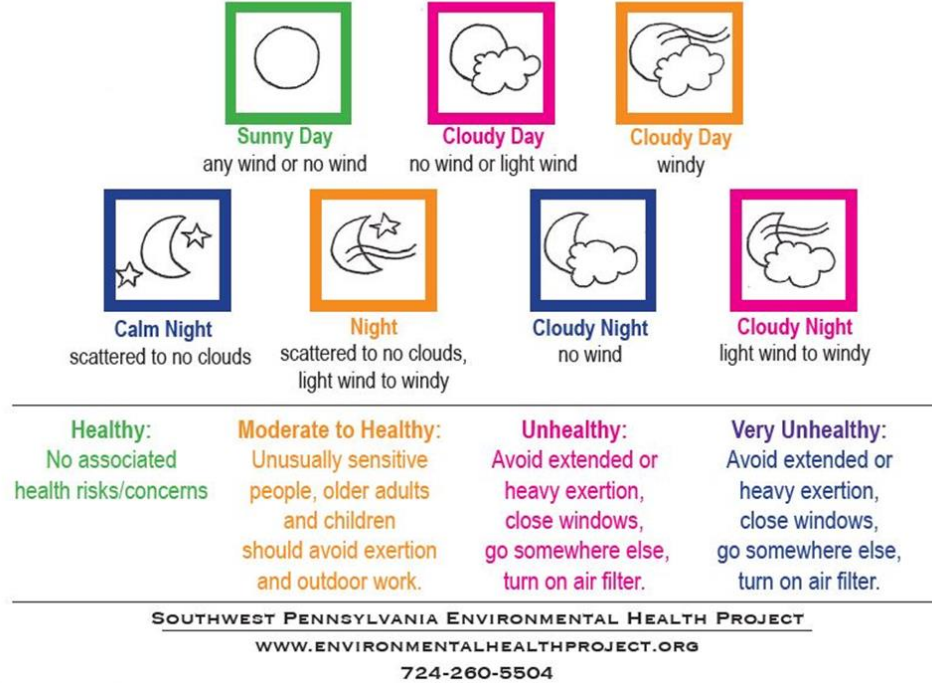 Sunny Day
any wind or no wind
Cloudy Day
no wind or light wind
Cloudy Day
windy
Calm Night
scattered to no clouds
Night
scattered to no clouds,
light wind to windy
Cloudy Night
no wind
Cloudy Night
light wind to windy
Healthy:
No associated
health risks/concerns
Moderate to Healthy:
Unusually sensitive
people, older adults
and children
should avoid exertion
and outdoor work.
Unhealthy:
Avoid extended or
heavy exertion,
close windows,
go somewhere else,
turn on air filter.
Very Unhealthy:
Avoid extended or
heavy exertion,
close windows,
go somewhere else,
turn on air filter.
Southwest Pennsylvania Environmental Health Project
www.environmentalhealthproject.org
724-260-5504